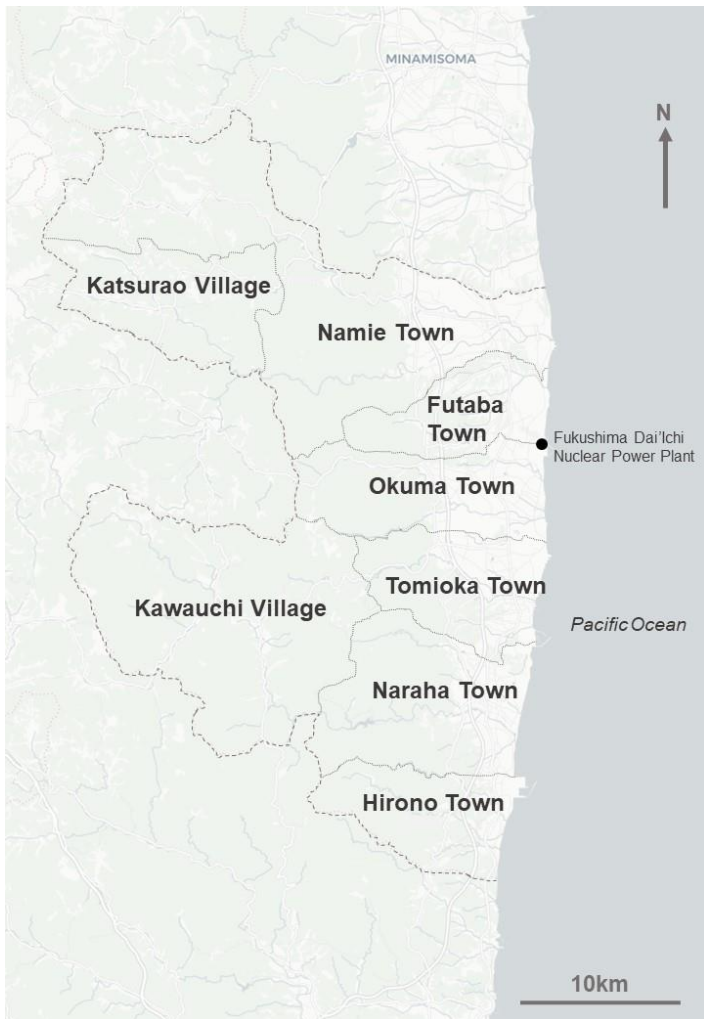 MINAMISOMA
N
Katsurao Village
Namie Town
Futaba
Town
Fukushima Dai'Ichi
Nuclear Power Plant
Okuma Town
Tomioka Town
Kawauchi Village
Pacific Ocean
Naraha Town
Hirono Town
10km